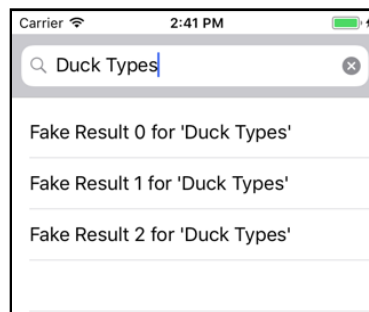 Carrier 2:41 PM
Duck Types
Fake Result 0 for 'Duck Types'
Fake Result 1 for 'Duck Types'
Fake Result 2 for 'Duck Types'